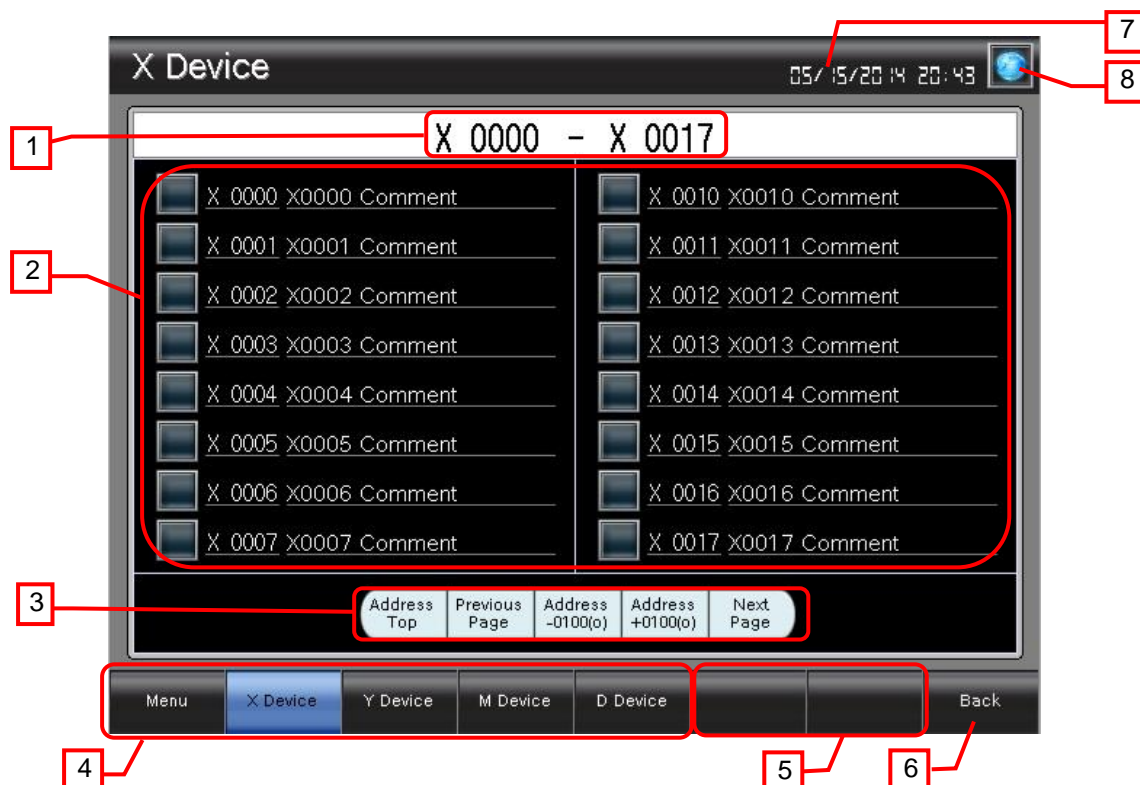 7
X Device
05/15/2014 20:43
8
1
X 0000 - X 0017
X 0000 X0000 Comment
X 0010 X0010 Comment
X 0001 X0001 Comment
X 0011 X0011 Comment
2
X 0002 X0002 Comment
X 0012 X0012 Comment
X 0003 X0003 Comment
X 0013 X0013 Comment
X 0004 X0004 Comment
X 0014 X0014 Comment
X 0005 X0005 Comment
X 0015 X0015 Comment
X 0006 X0006 Comment
X 0016 X0016 Comment
X 0007 X0007 Comment
X 0017 X0017 Comment
3
Address
Top
Previous
Page
Address
-0100(o)
Address
+0100(o)
Next
Page
Menu
X Device
Y Device
M Device
D Device
Back
4
5
6